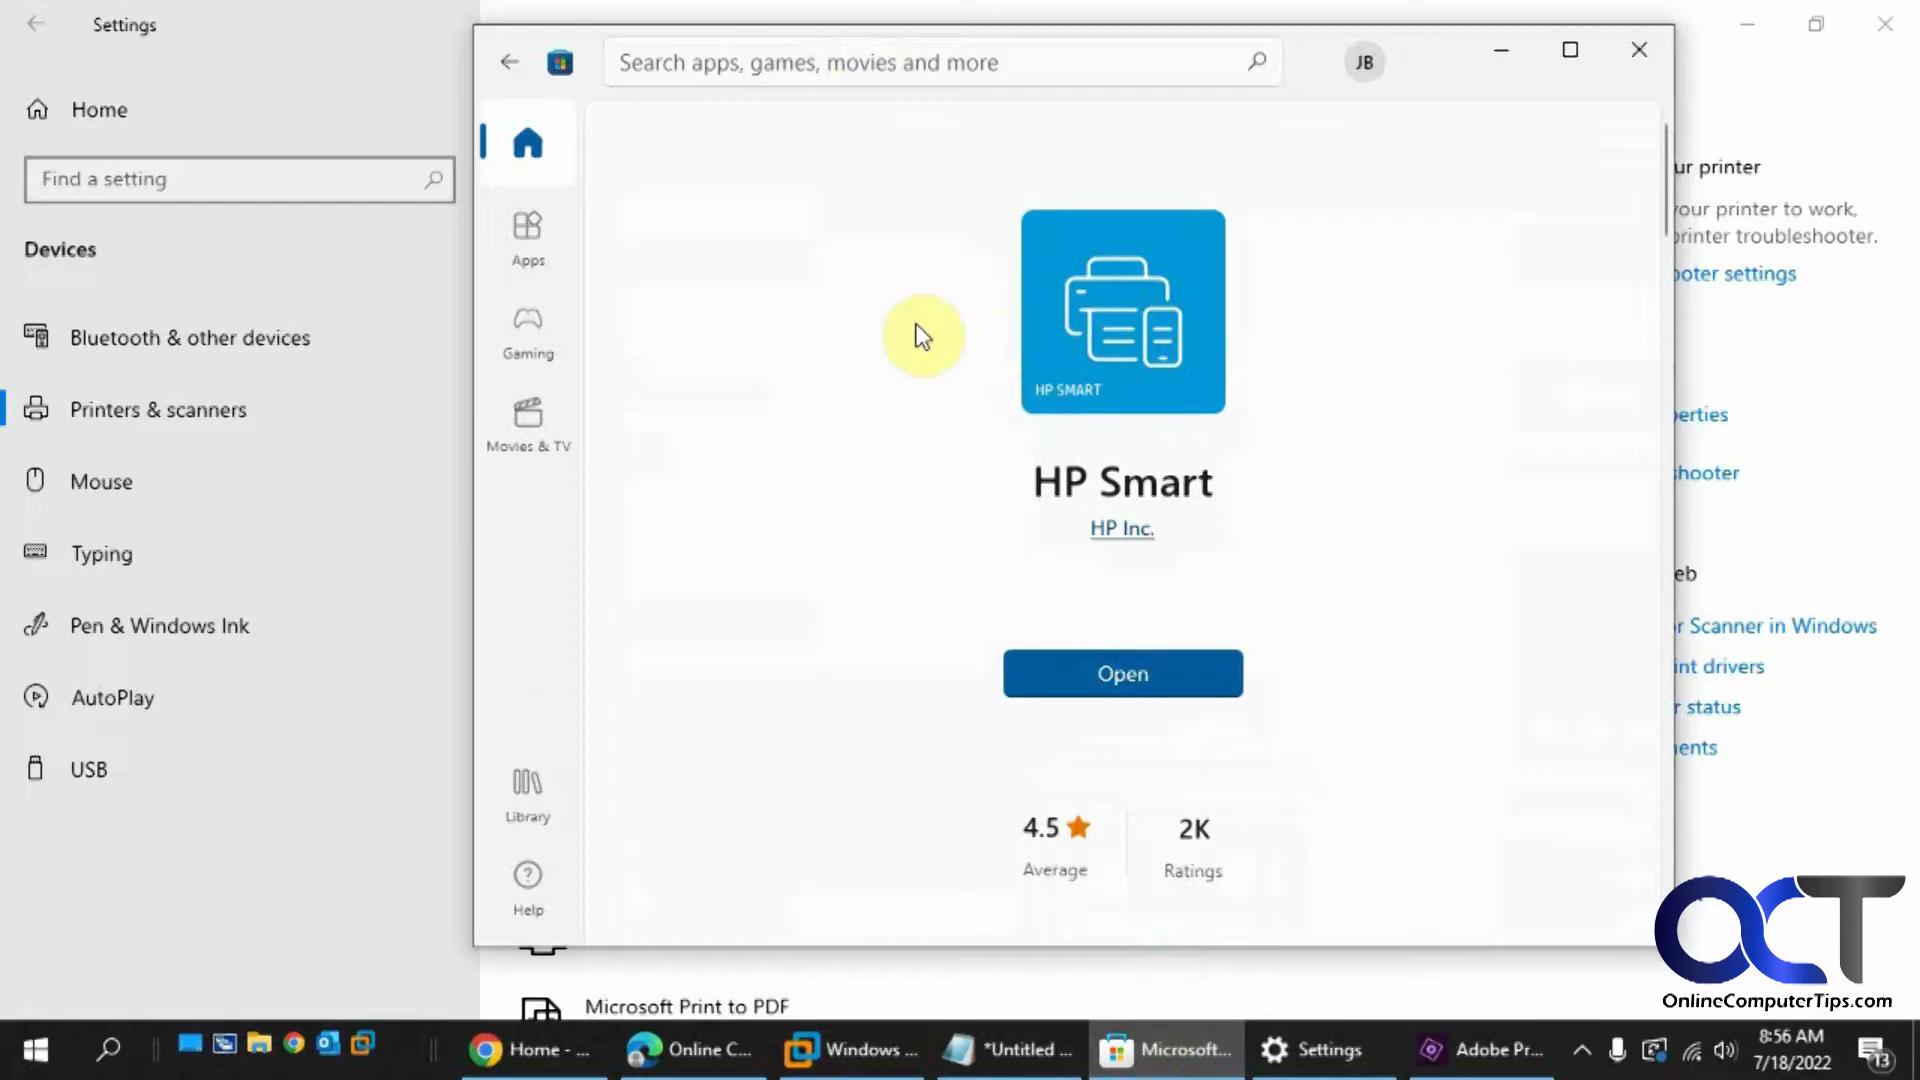 Settings
Home
Find a setting
Devices
Bluetooth & other devices
Printers & scanners
Mouse
Typing
Pen & Windows Ink
AutoPlay
USB
Search apps, games, movies and more
JB
Apps
Gaming
Movies & TV
Library
Help
HP SMART
HP Smart
HP Inc.
Open
4.5
Average
2K
Ratings
ur printer
your printer to work,
printer troubleshooter.
ooter settings
erties
shooter
eb
r Scanner in Windows
int drivers
r status
ents
Microsoft Print to PDF
OCT
OnlineComputerTips.com
Home - ...
Online C...
Windows ...
*Untitled ...
Microsoft...
Settings
Adobe Pr...
8:56 AM
7/18/2022
13